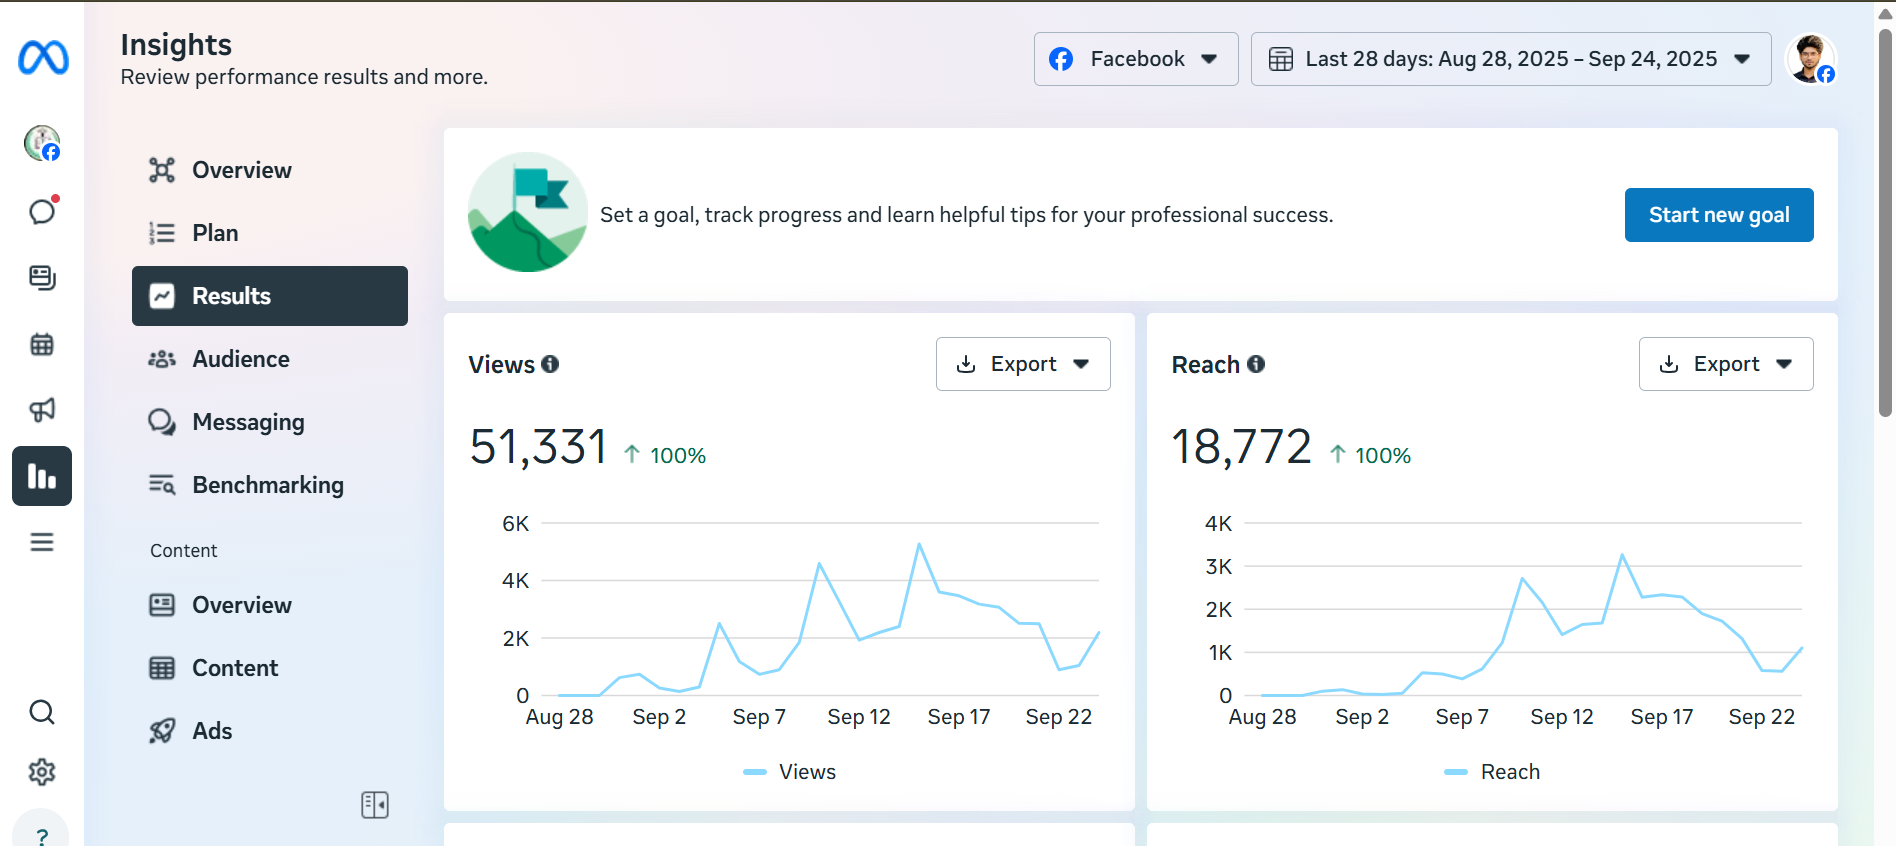 Insights
Review performance results and more.
Facebook
Last 28 days: Aug 28, 2025 – Sep 24, 2025
Overview
Plan
Results
Audience
Messaging
Benchmarking
Content
Overview
Content
Ads
?
Set a goal, track progress and learn helpful tips for your professional success.
Start new goal
Views
Export
51,331 ↑ 100%
6K
4K
2K
0
Aug 28 Sep 2 Sep 7 Sep 12 Sep 17 Sep 22
Views
Reach
Export
18,772 ↑ 100%
4K
3K
2K
1K
0
Aug 28 Sep 2 Sep 7 Sep 12 Sep 17 Sep 22
Reach